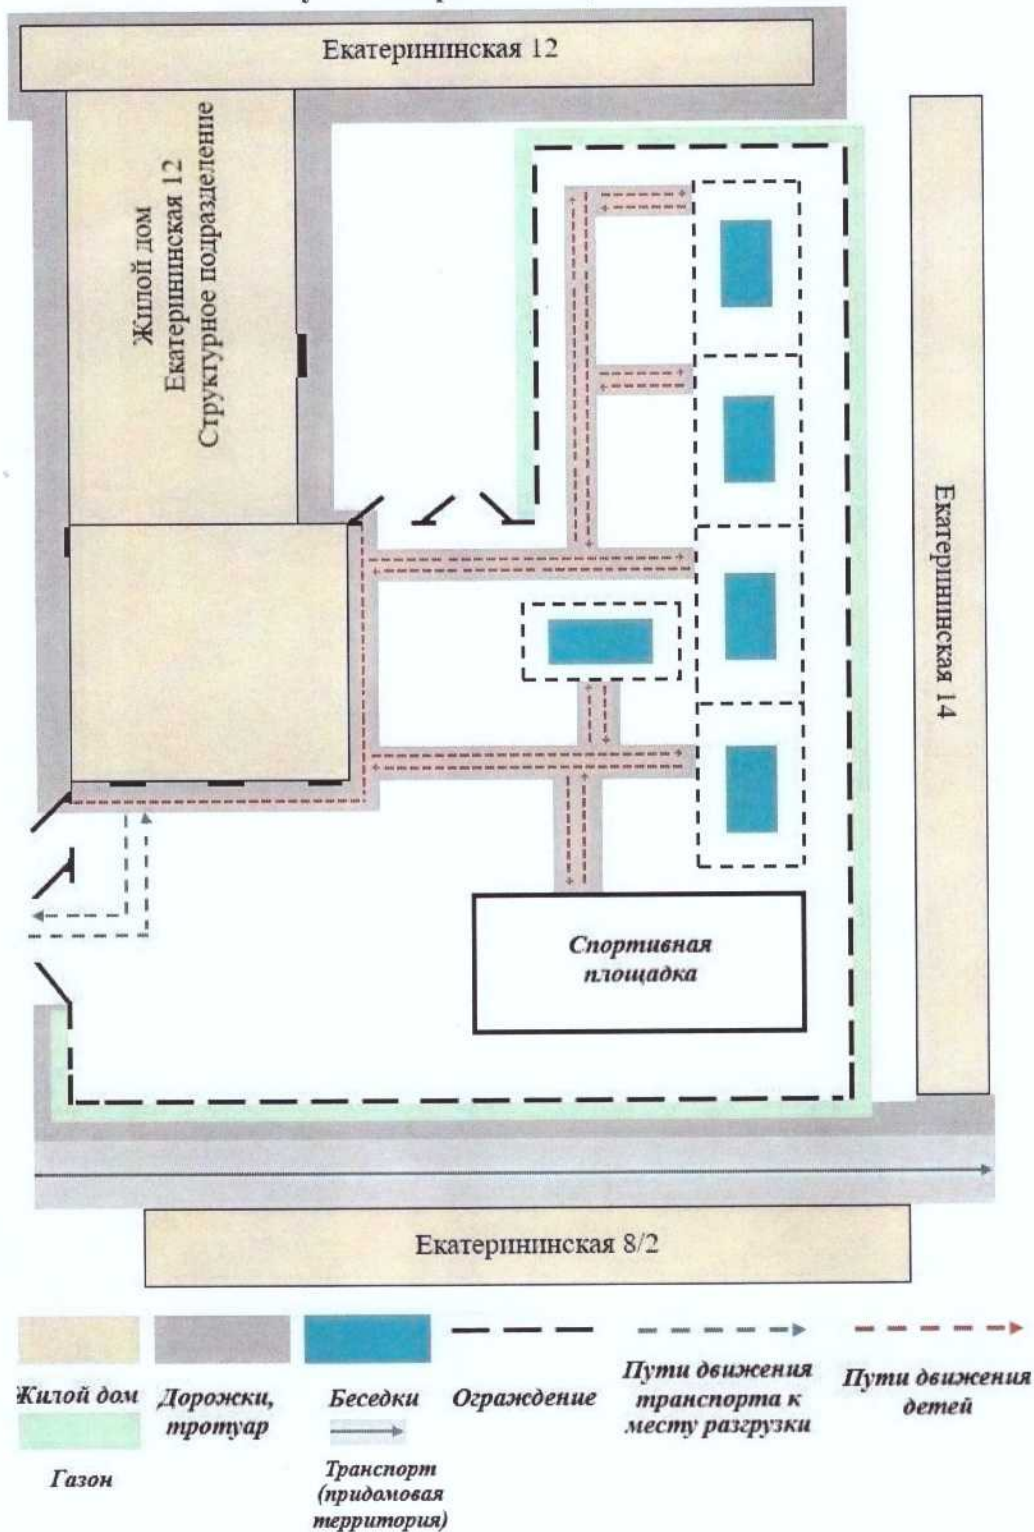 Екатерининская 12
Жилой дом
Екатерининская 12
Структурное подразделение
Екатерининская 14
Спортивная
площадка
Екатерининская 8/2
Жилой дом
Дорожки,
тротуар
Беседки
Ограждение
Пути движения
транспорта к
месту разгрузки
Пути движения
детей
Газон
Транспорт
(придомовая
территория)